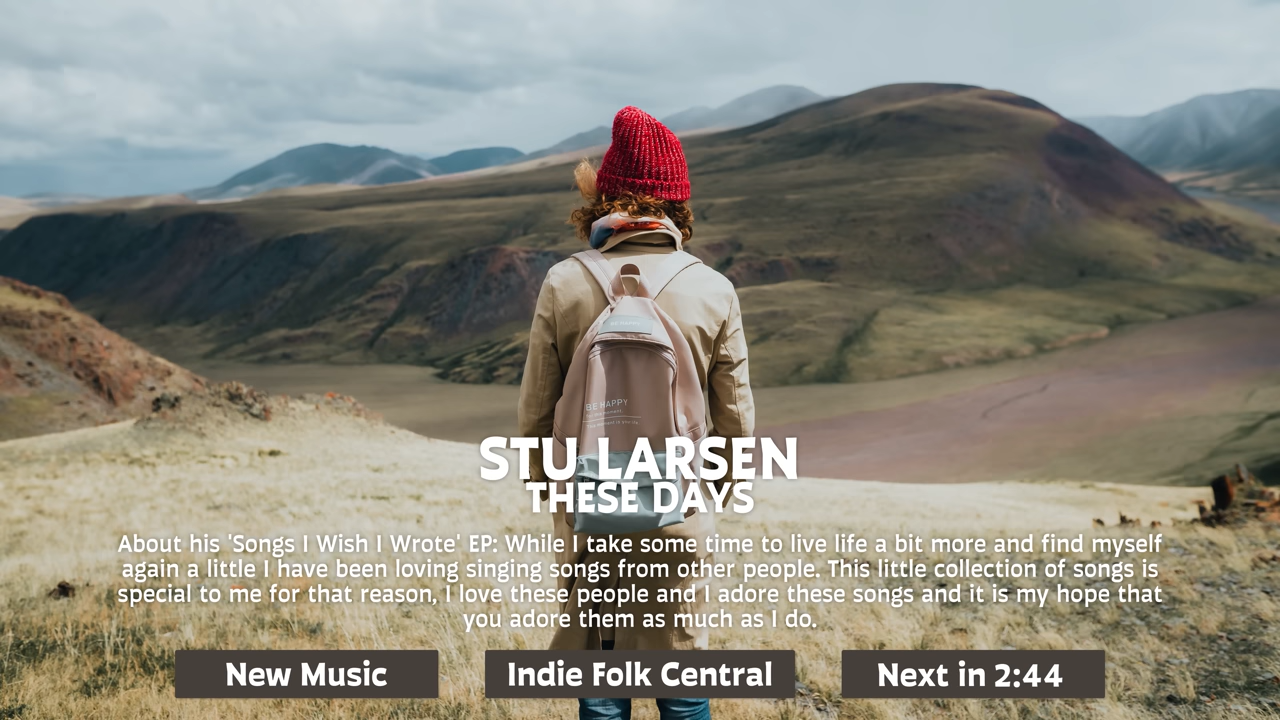 BE HAPPY
STU LARSEN
THESE DAYS
About his 'Songs I Wish I Wrote' EP: While I take some time to live life a bit more and find myself
again a little I have been loving singing songs from other people. This little collection of songs is
special to me for that reason, I love these people and I adore these songs and it is my hope that
you adore them as much as I do.
New Music
Indie Folk Central
Next in 2:44